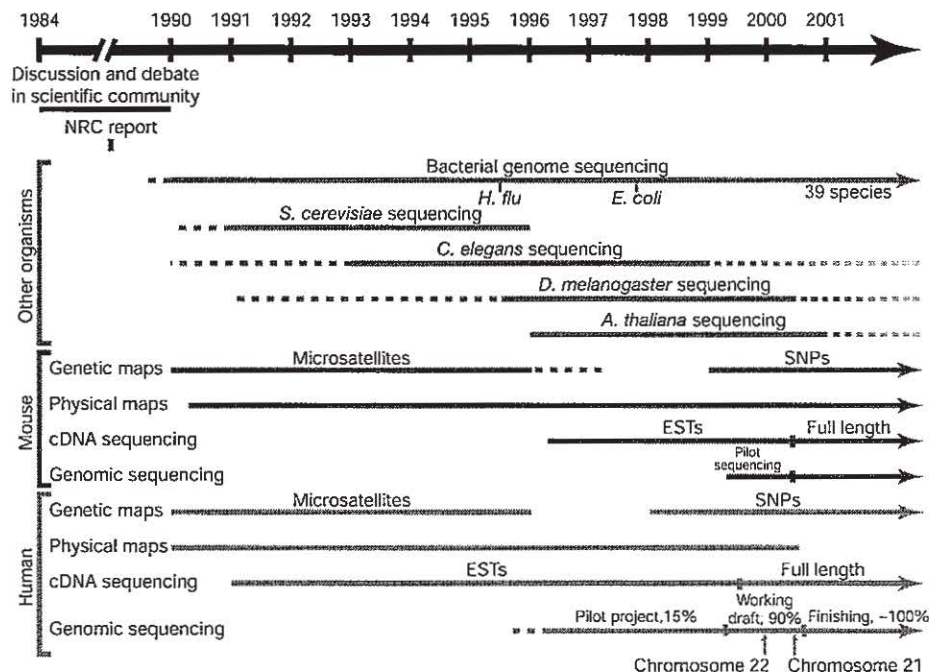 1984 1990 1991 1992 1993 1994 1995 1996 1997 1998 1999 2000 2001
Discussion and debate
in scientific community
NRC report
Other organisms
Bacterial genome sequencing
H. flu E. coli 39 species
S. cerevisiae sequencing
C. elegans sequencing
D. melanogaster sequencing
A. thaliana sequencing
Mouse
Genetic maps Microsatellites SNPs
Physical maps
cDNA sequencing ESTs Full length
Genomic sequencing Pilot
sequencing
Human
Genetic maps Microsatellites SNPs
Physical maps
cDNA sequencing ESTs Full length
Genomic sequencing Pilot project,15% Working
draft, 90% Finishing, ~100%
Chromosome 22 Chromosome 21